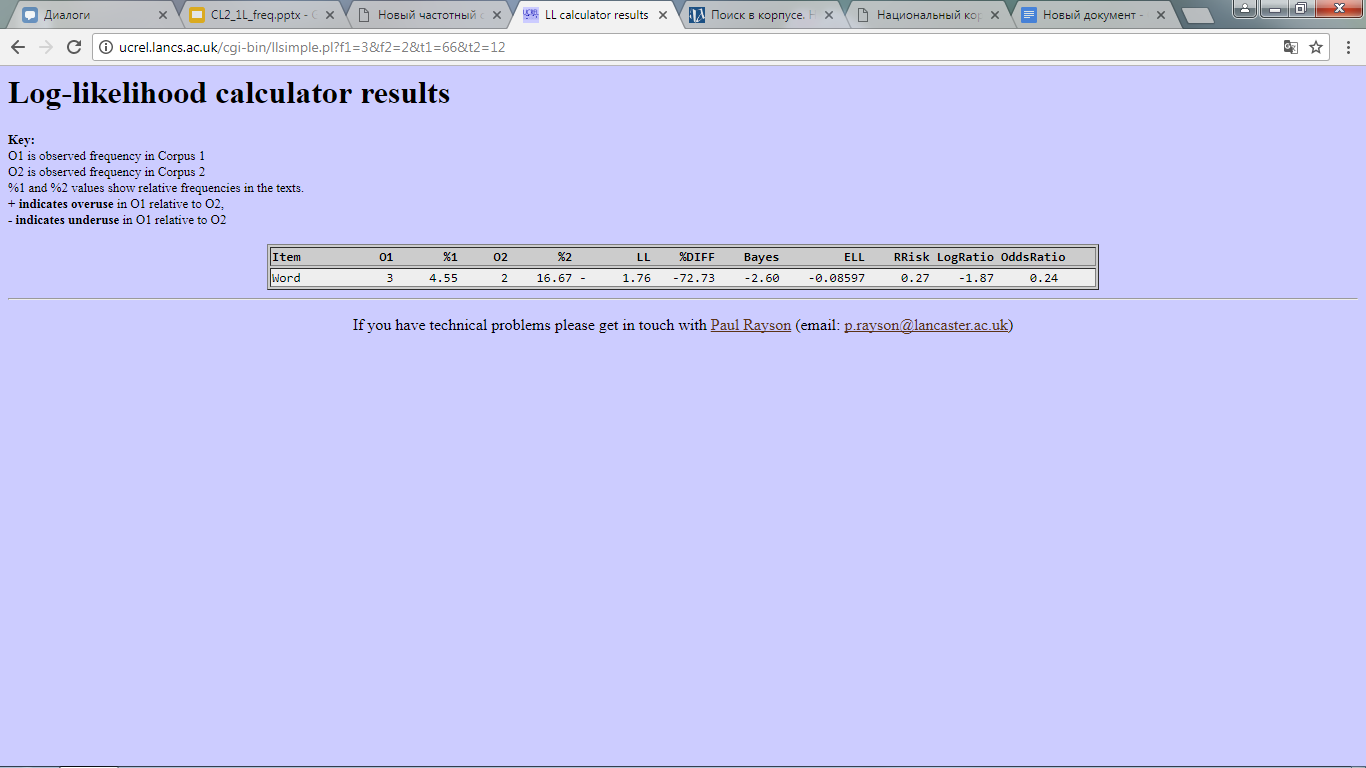 Диалоги CL2_1L_freq.pptx - Новый частотный LL calculator results Поиск в корпусе. Национальный Новый документ -
ucrel.lancs.ac.uk/cgi-bin/llsimple.pl?f1=3&f2=2&t1=66&t2=12
Log-likelihood calculator results
Key:
O1 is observed frequency in Corpus 1
O2 is observed frequency in Corpus 2
%1 and %2 values show relative frequencies in the texts.
+ indicates overuse in O1 relative to O2,
- indicates underuse in O1 relative to O2
Item O1 %1 O2 %2 LL %DIFF Bayes ELL RRisk LogRatio OddsRatio
Word 3 4.55 2 16.67 - 1.76 -72.73 -2.60 -0.08597 0.27 -1.87 0.24
If you have technical problems please get in touch with Paul Rayson (email: p.rayson@lancaster.ac.uk)